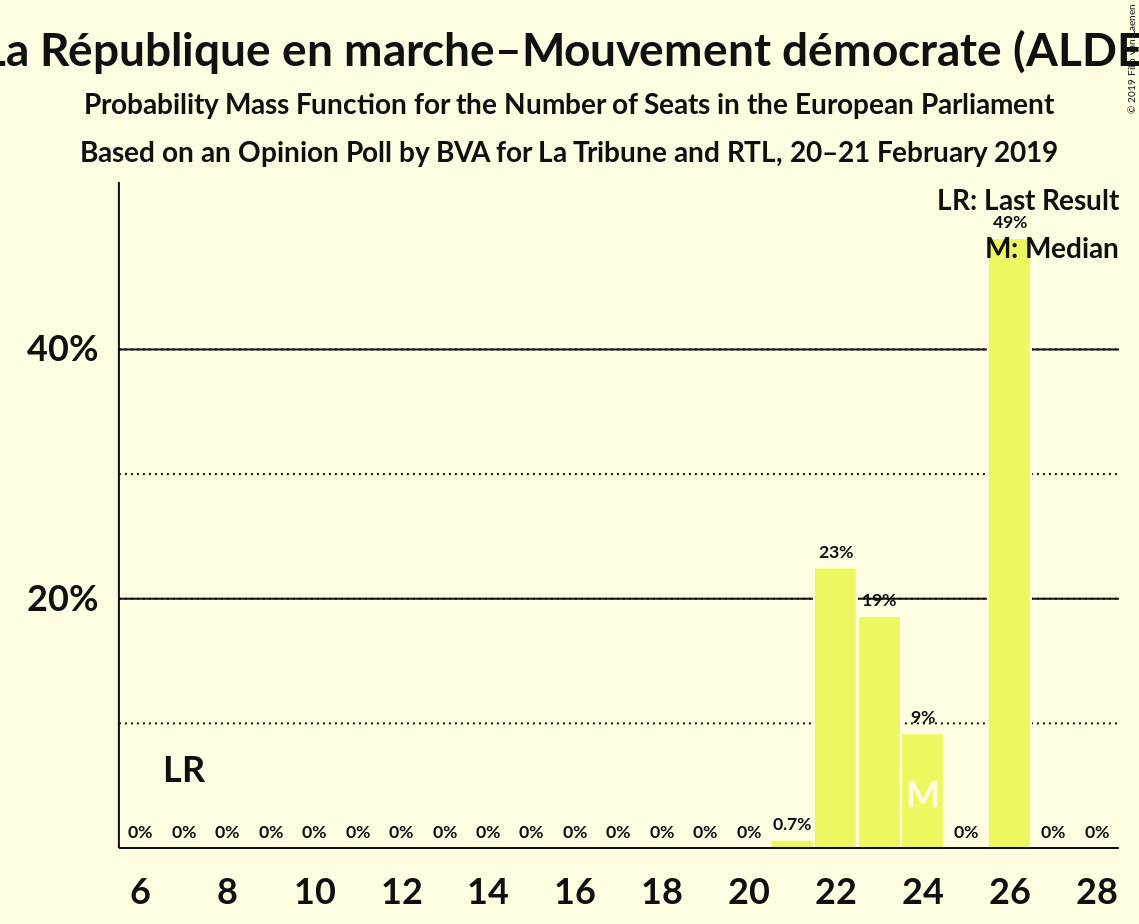 La République en marche–Mouvement démocrate (ALDE
Probability Mass Function for the Number of Seats in the European Parliament
Based on an Opinion Poll by BVA for La Tribune and RTL, 20–21 February 2019
© 2019
LR: Last Result
M: Median
49%
40%
23%
20%
19%
9%
LR
M
0% 0% 0% 0% 0% 0% 0% 0% 0% 0% 0% 0% 0% 0% 0% 0.7% 0% 0% 0%
6 8 10 12 14 16 18 20 22 24 26 28